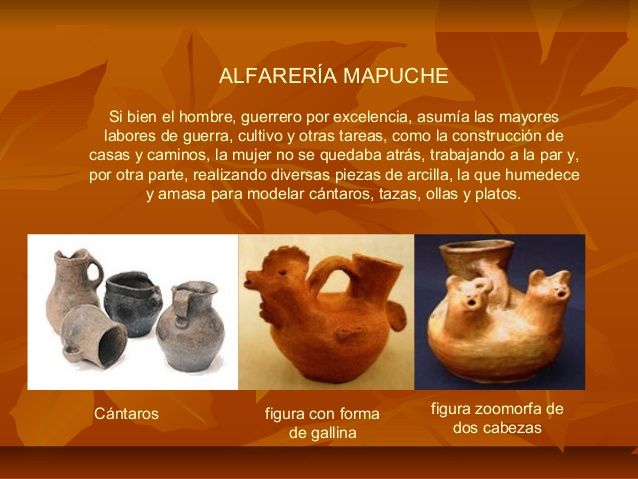 ALFARERÍA MAPUCHE
Si bien el hombre, guerrero por excelencia, asumía las mayores
labores de guerra, cultivo y otras tareas, como la construcción de
casas y caminos, la mujer no se quedaba atrás, trabajando a la par y,
por otra parte, realizando diversas piezas de arcilla, la que humedece
y amasa para modelar cántaros, tazas, ollas y platos.
Cántaros
figura con forma
de gallina
figura zoomorfa de
dos cabezas